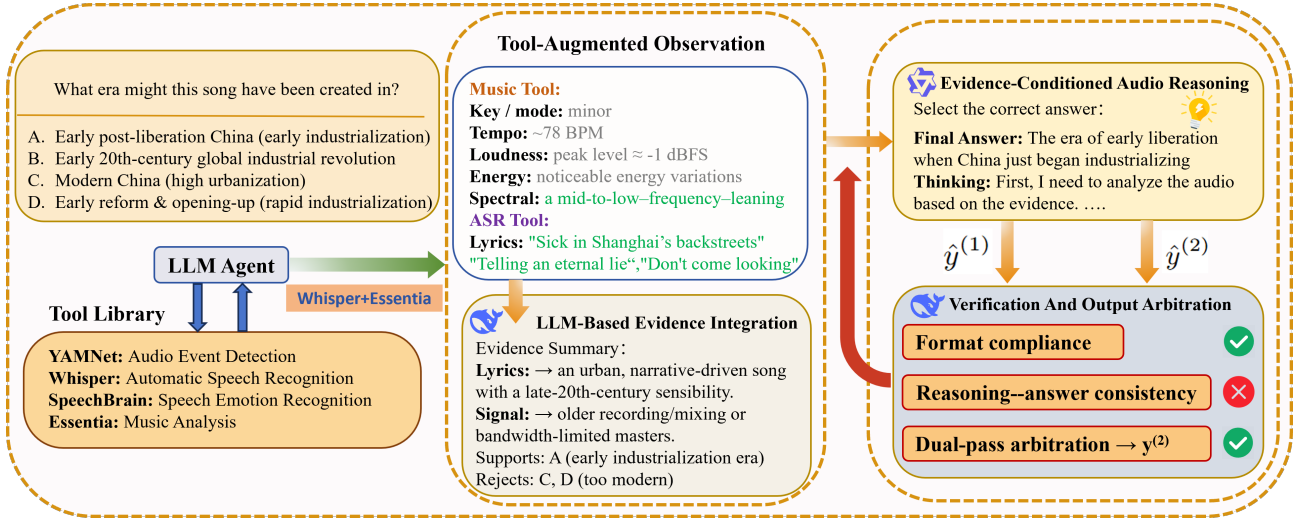 What era might this song have been created in?
A. Early post-liberation China (early industrialization)
B. Early 20th-century global industrial revolution
C. Modern China (high urbanization)
D. Early reform & opening-up (rapid industrialization)
LLM Agent
Whisper+Essentia
Tool Library
YAMNet: Audio Event Detection
Whisper: Automatic Speech Recognition
SpeechBrain: Speech Emotion Recognition
Essentia: Music Analysis
Tool-Augmented Observation
Music Tool:
Key / mode: minor
Tempo: ~78 BPM
Loudness: peak level ≈ -1 dBFS
Energy: noticeable energy variations
Spectral: a mid-to-low–frequency–leaning
ASR Tool:
Lyrics: "Sick in Shanghai’s backstreets"
"Telling an eternal lie“,"Don't come looking"
LLM-Based Evidence Integration
Evidence Summary：
Lyrics: → an urban, narrative-driven song
with a late-20th-century sensibility.
Signal: → older recording/mixing or
bandwidth-limited masters.
Supports: A (early industrialization era)
Rejects: C, D (too modern)
Evidence-Conditioned Audio Reasoning
Select the correct answer：
Final Answer: The era of early liberation
when China just began industrializing
Thinking: First, I need to analyze the audio
based on the evidence. ….
ŷ⁽¹⁾
ŷ⁽²⁾
Verification And Output Arbitration
Format compliance
Reasoning--answer consistency
Dual-pass arbitration → y⁽²⁾